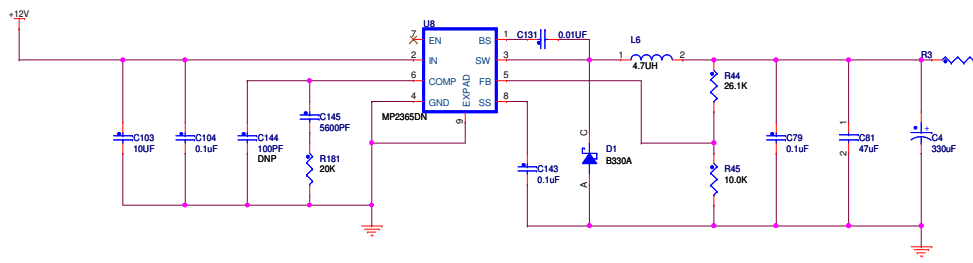 +12V
U8
7
EN
BS
1
C131
0.01UF
2
IN
SW
3
1
L6
2
4.7UH
R3
6
COMP
FB
5
R44
26.1K
4
GND
EXPAD
SS
8
MP2365DN
9
C103
10UF
C104
0.1uF
C144
100PF
DNP
C145
5600PF
R181
20K
C143
0.1uF
C
D1
B330A
A
R45
10.0K
C79
0.1uF
1
C81
47uF
2
+
C4
330uF